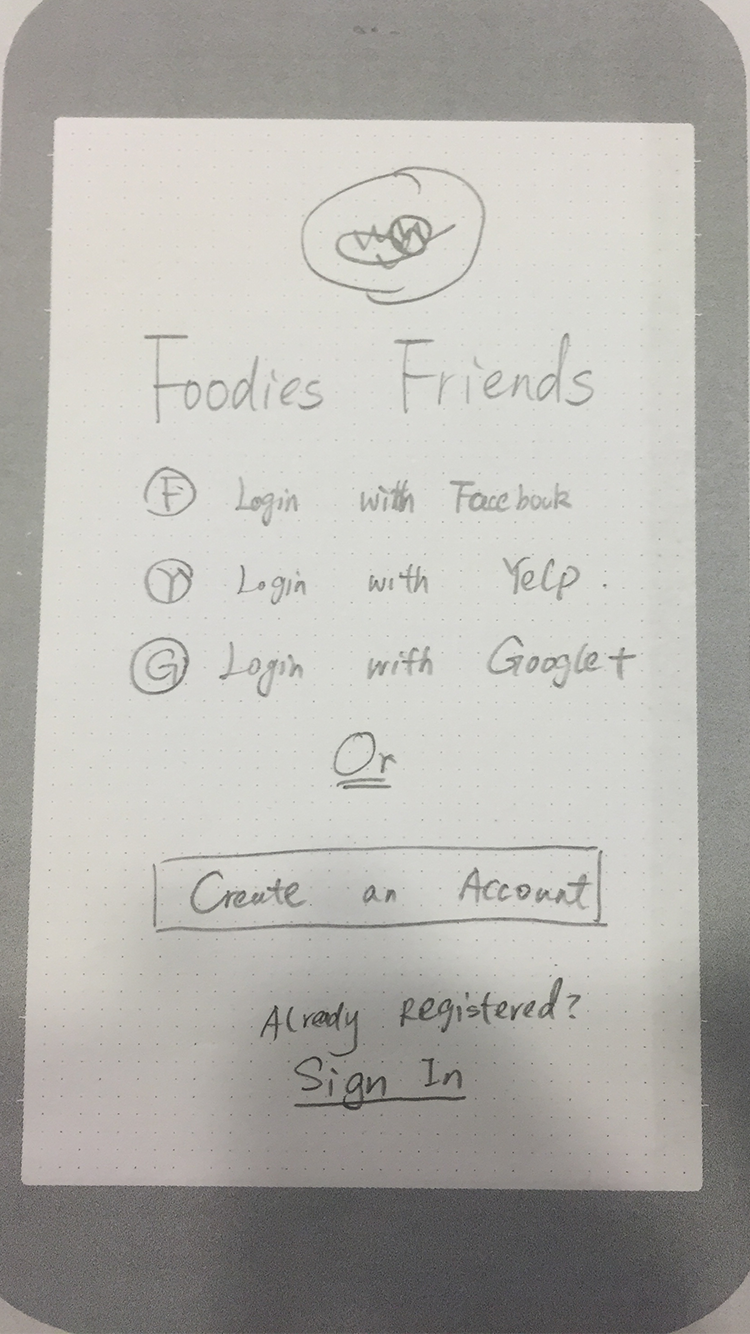 Foodies Friends
F Login with Facebook
Y Login with Yelp.
G Login with Google+
Or
Create an Account
Already registered?
Sign In